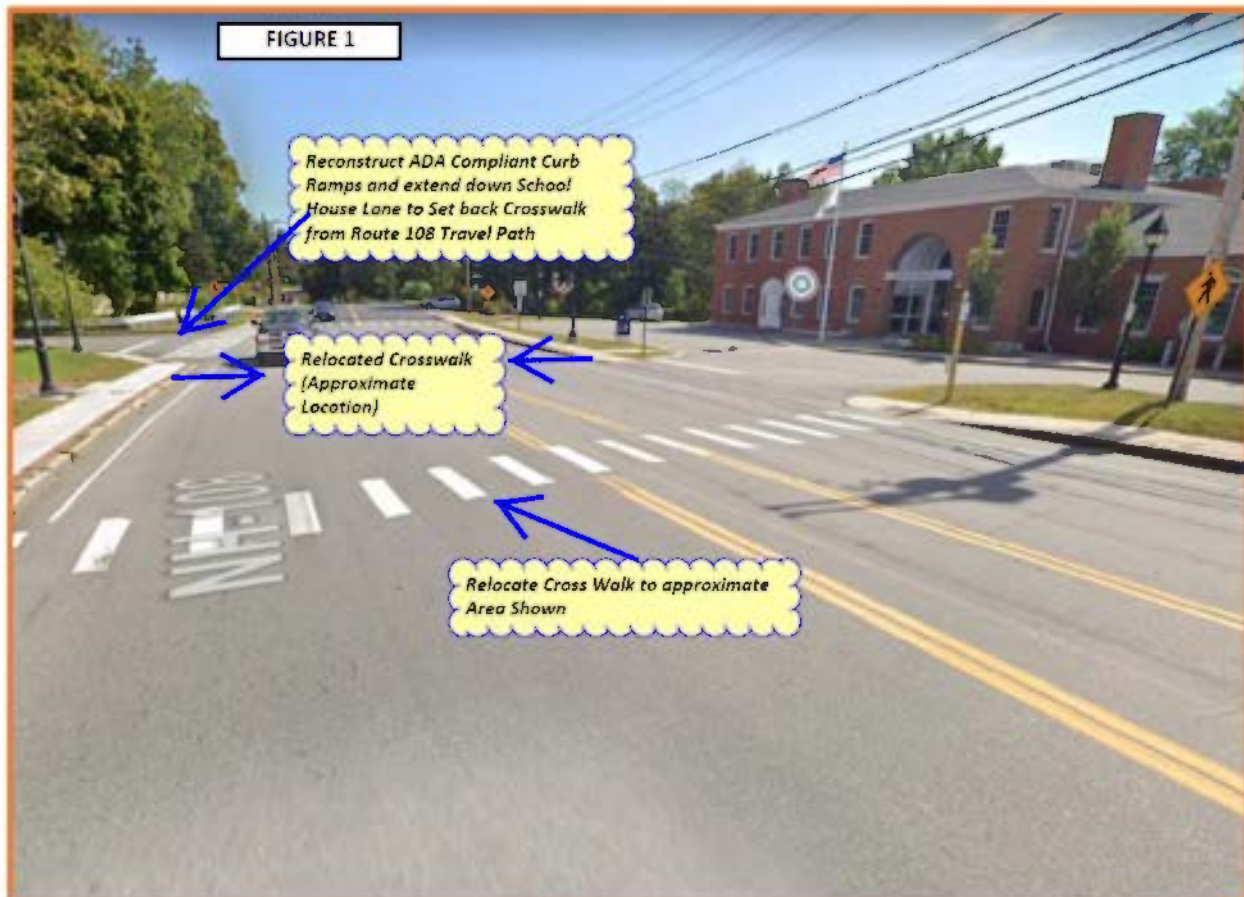 FIGURE 1
Reconstruct ADA Compliant Curb
Ramps and extend down School
House Lane to Set back Crosswalk
from Route 108 Travel Path
Relocated Crosswalk
(Approximate
Location)
NH-108
Relocate Cross Walk to approximate
Area Shown